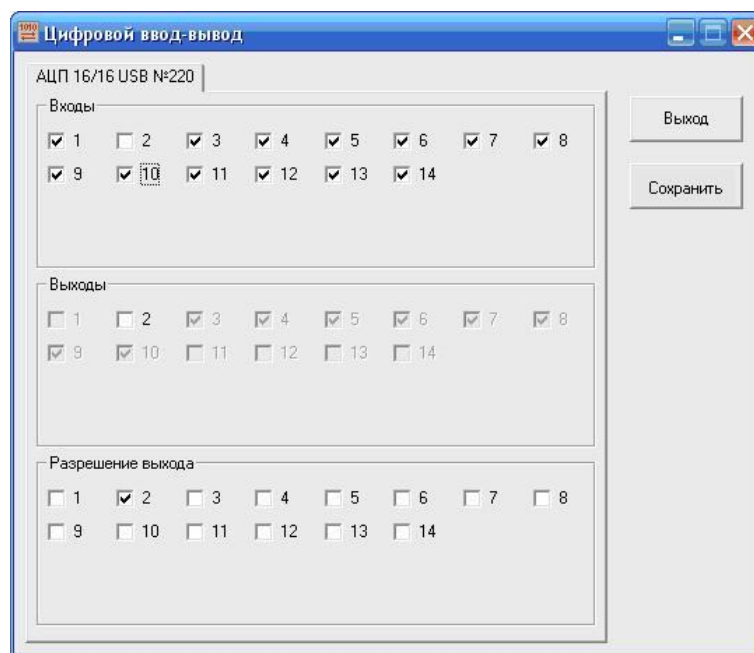 Цифровой ввод-вывод
АЦП 16/16 USB №220
Входы
1 2 3 4 5 6 7 8
9 10 11 12 13 14
Выходы
1 2 3 4 5 6 7 8
9 10 11 12 13 14
Разрешение выхода
1 2 3 4 5 6 7 8
9 10 11 12 13 14
Выход
Сохранить